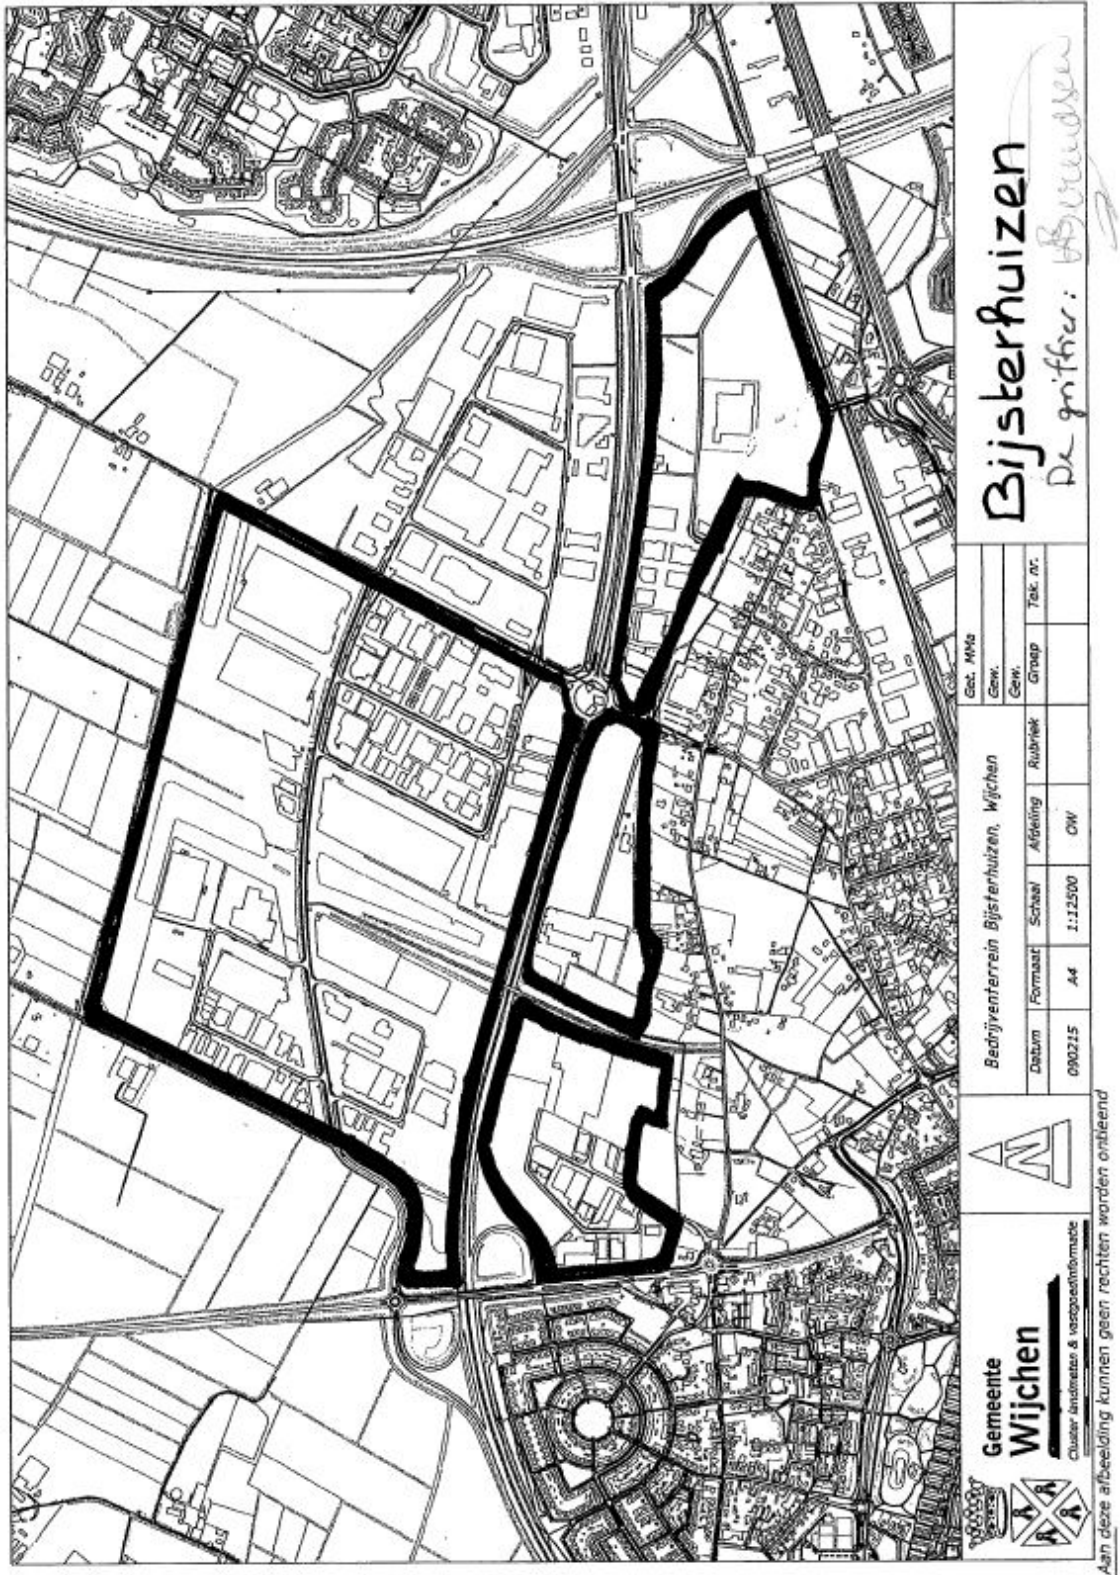 Gemeente
Wijchen
Cluster landmeten & vastgoedinformatie
Bedrijventerrein Bijsterhuizen, Wijchen
Get. MMa
Gew.
Gew.
Datum Formaat Schaal Afdeling Rubriek Groep Tek. nr.
090215 A4 1:12500 OW
Bijsterhuizen
De griffier:
Aan deze afbeelding kunnen geen rechten worden ontleend